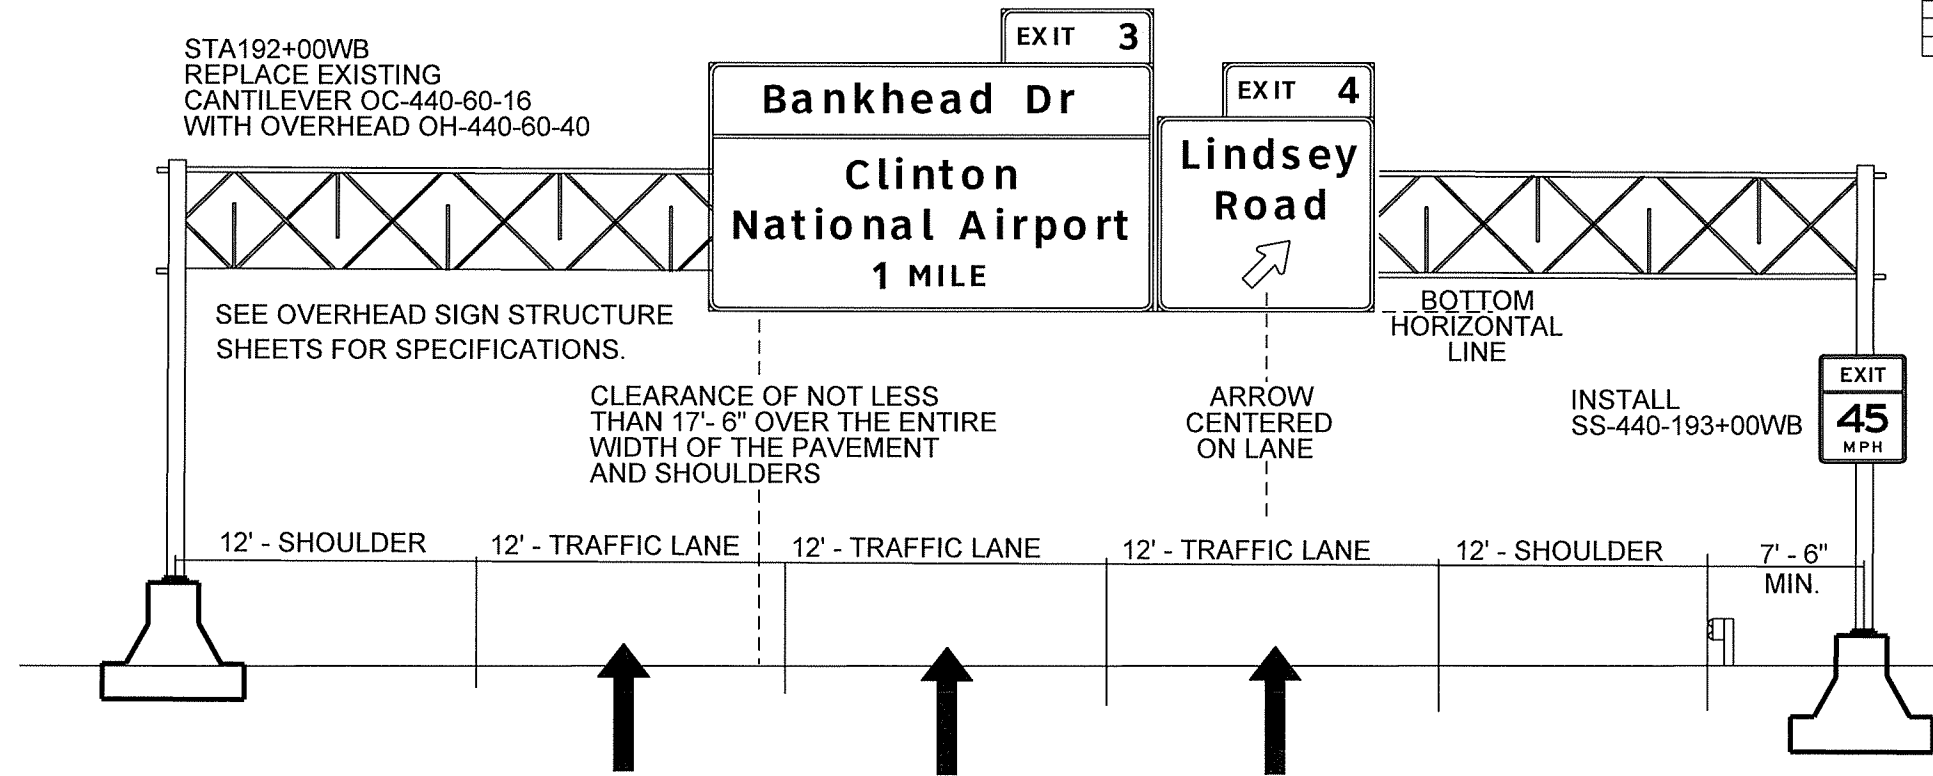 STA192+00WB
REPLACE EXISTING
CANTILEVER OC-440-60-16
WITH OVERHEAD OH-440-60-40
EXIT 3
Bankhead Dr
Clinton
National Airport
1 MILE
EXIT 4
Lindsey
Road
SEE OVERHEAD SIGN STRUCTURE
SHEETS FOR SPECIFICATIONS.
BOTTOM
HORIZONTAL
LINE
CLEARANCE OF NOT LESS
THAN 17'- 6" OVER THE ENTIRE
WIDTH OF THE PAVEMENT
AND SHOULDERS
ARROW
CENTERED
ON LANE
INSTALL
SS-440-193+00WB
EXIT
45
MPH
12' - SHOULDER
12' - TRAFFIC LANE
12' - TRAFFIC LANE
12' - TRAFFIC LANE
12' - SHOULDER
7' - 6"
MIN.